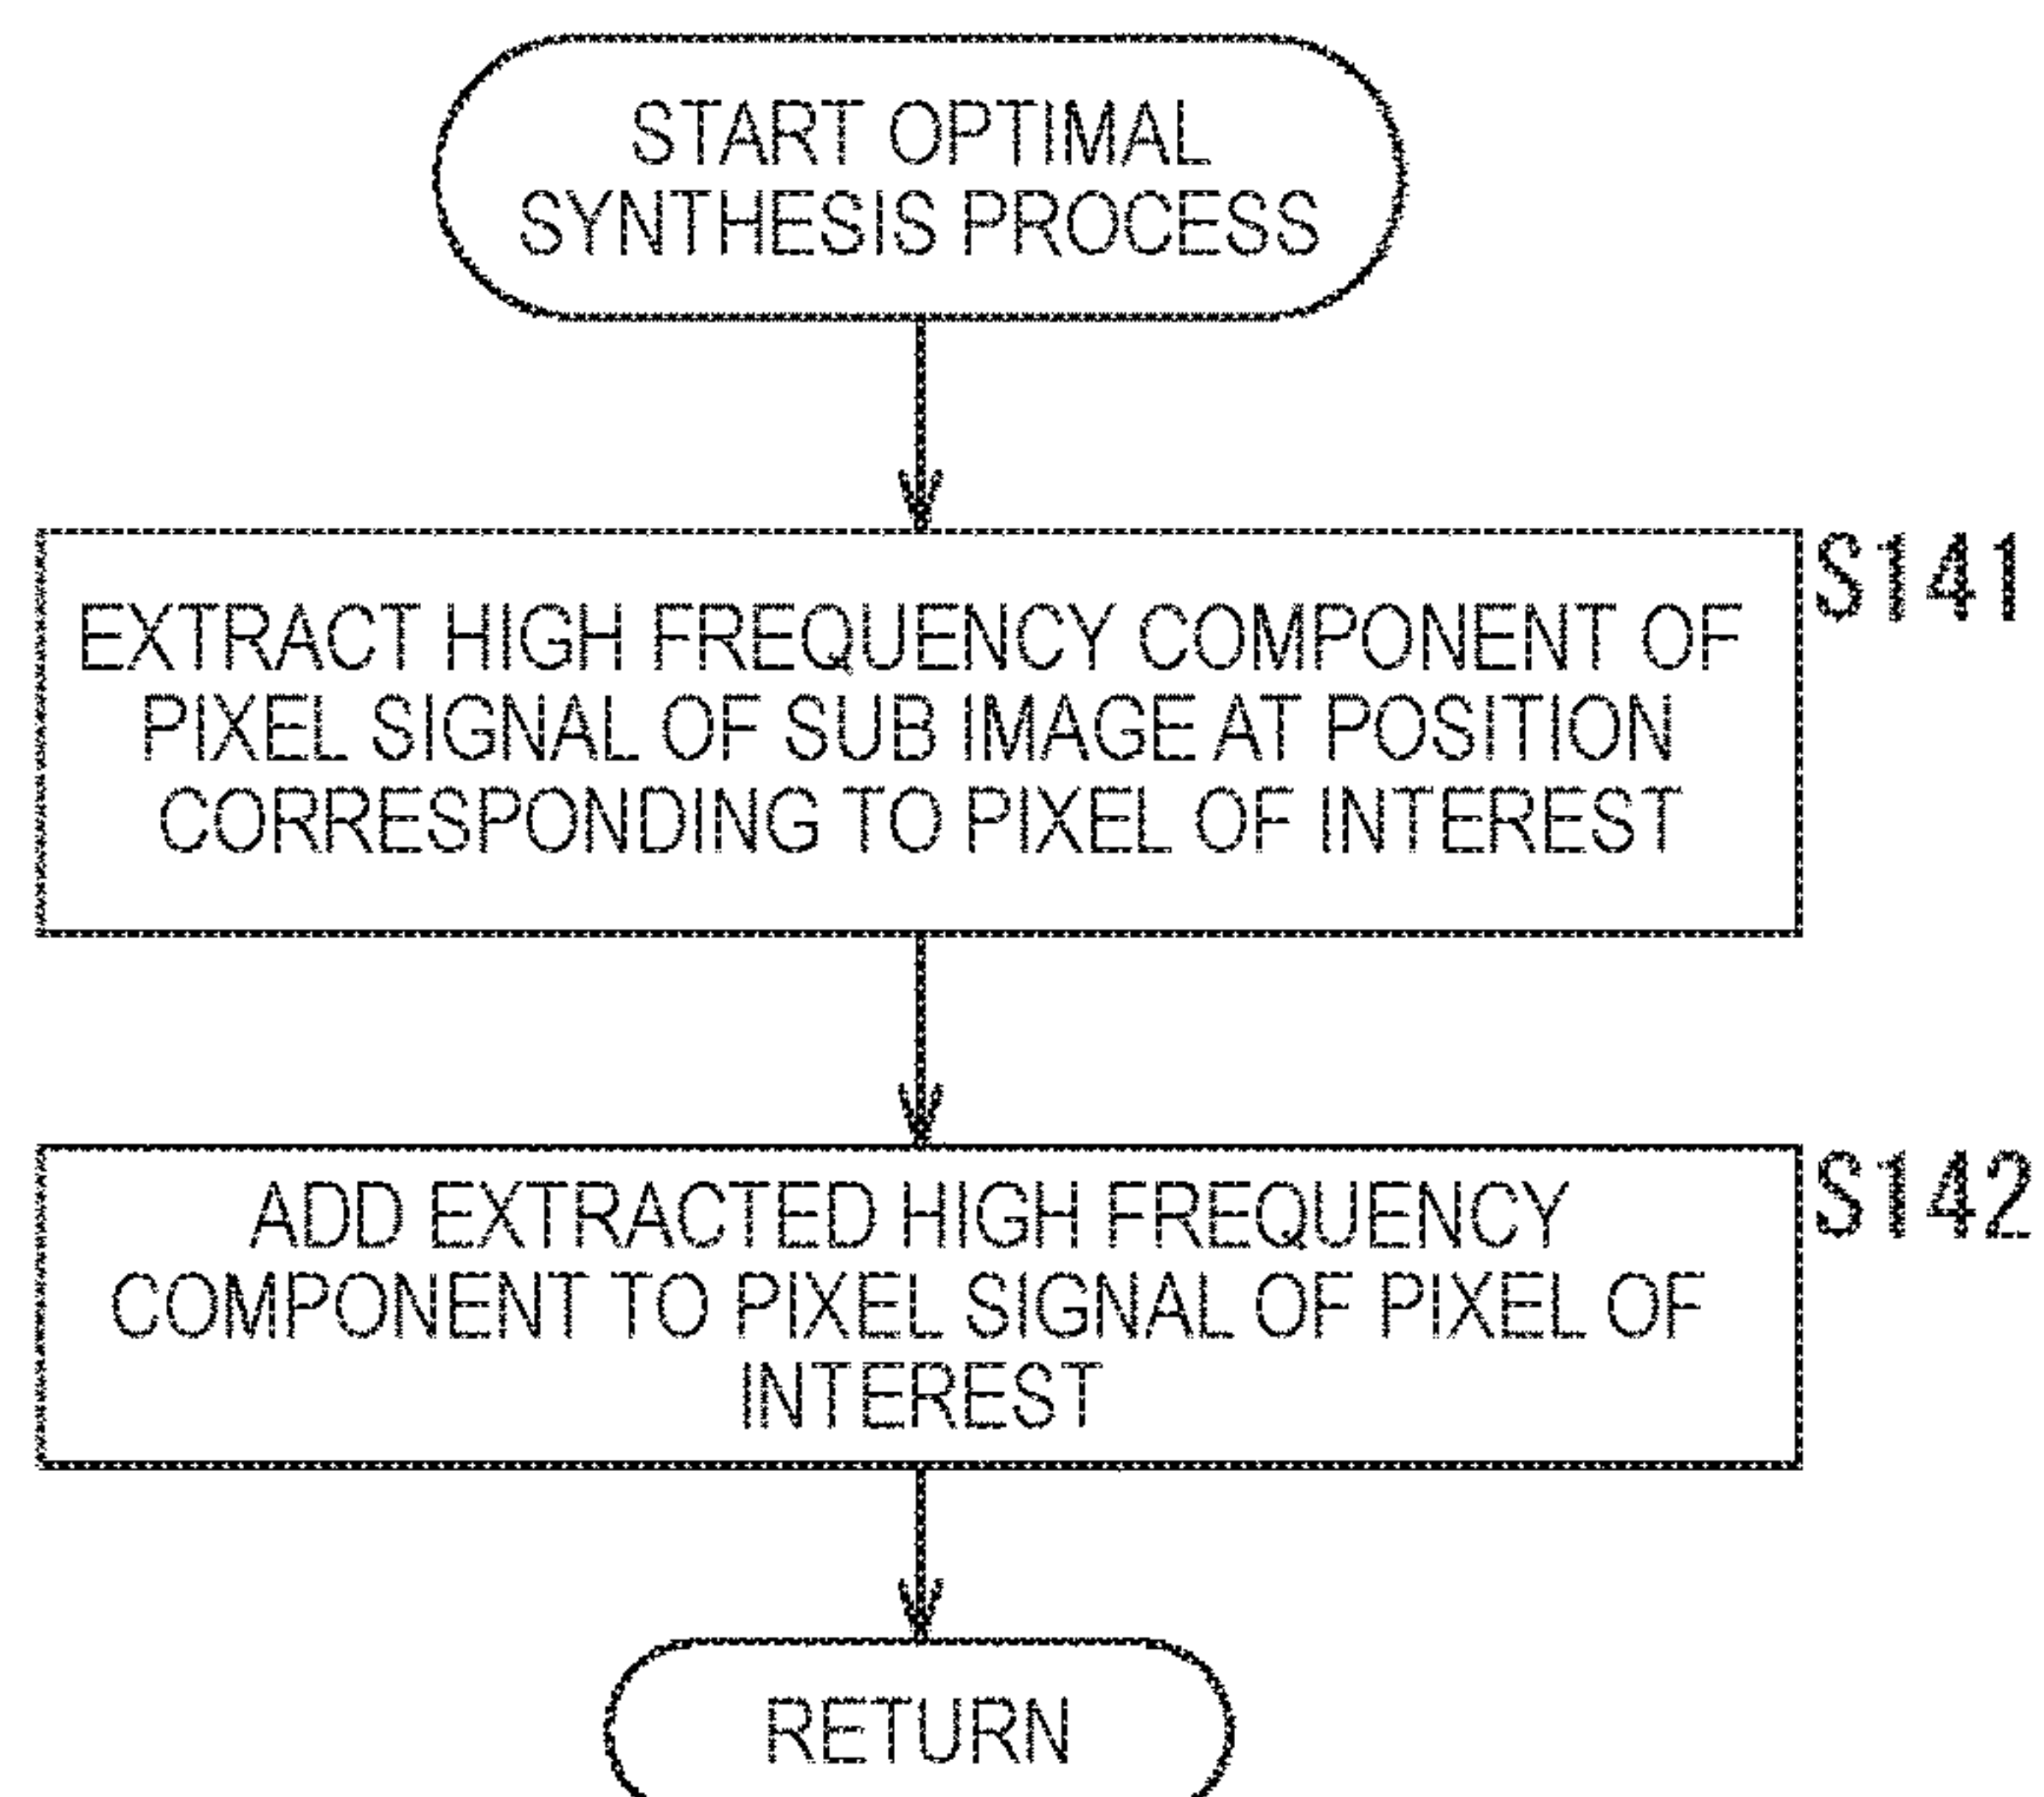 START OPTIMAL
SYNTHESIS PROCESS
S141
EXTRACT HIGH FREQUENCY COMPONENT OF
PIXEL SIGNAL OF SUB IMAGE AT POSITION
CORRESPONDING TO PIXEL OF INTEREST
S142
ADD EXTRACTED HIGH FREQUENCY
COMPONENT TO PIXEL SIGNAL OF PIXEL OF
INTEREST
RETURN